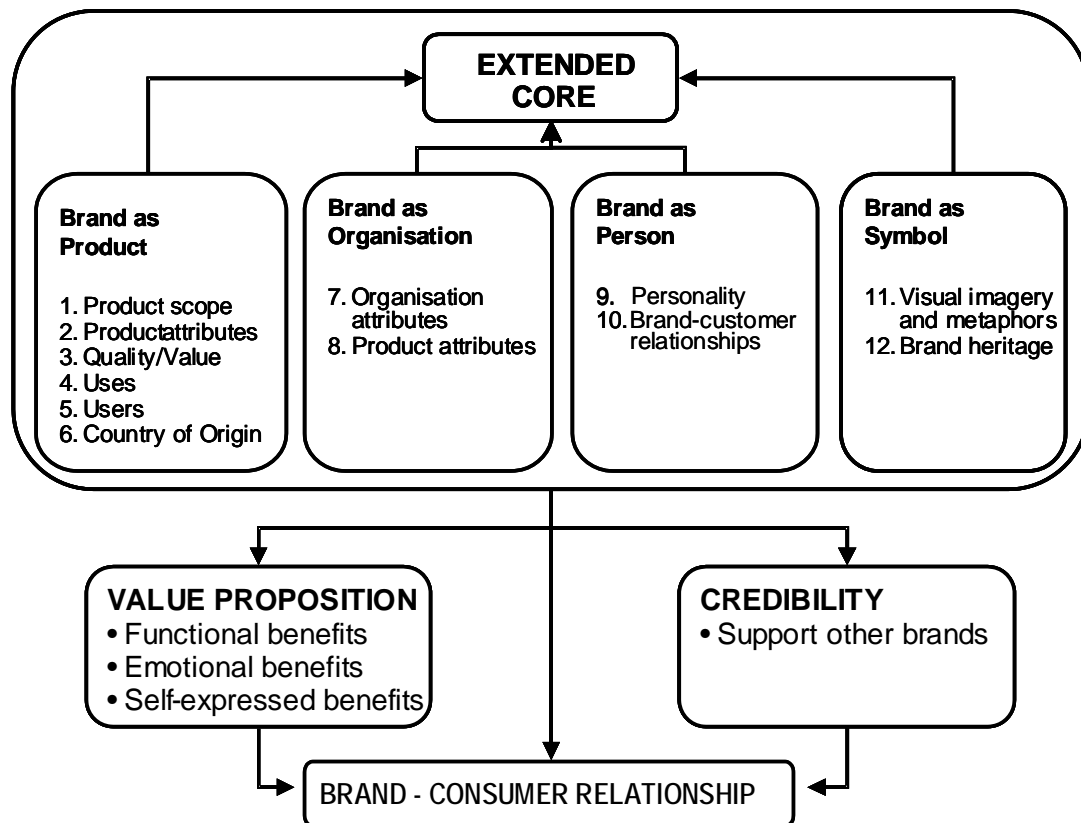 EXTENDED
CORE
Brand as
Product
1. Product scope
2. Productattributes
3. Quality/Value
4. Uses
5. Users
6. Country of Origin
Brand as
Organisation
7. Organisation
attributes
8. Product attributes
Brand as
Person
9. Personality
10. Brand-customer
relationships
Brand as
Symbol
11. Visual imagery
and metaphors
12. Brand heritage
VALUE PROPOSITION
• Functional benefits
• Emotional benefits
• Self-expressed benefits
CREDIBILITY
• Support other brands
BRAND - CONSUMER RELATIONSHIP